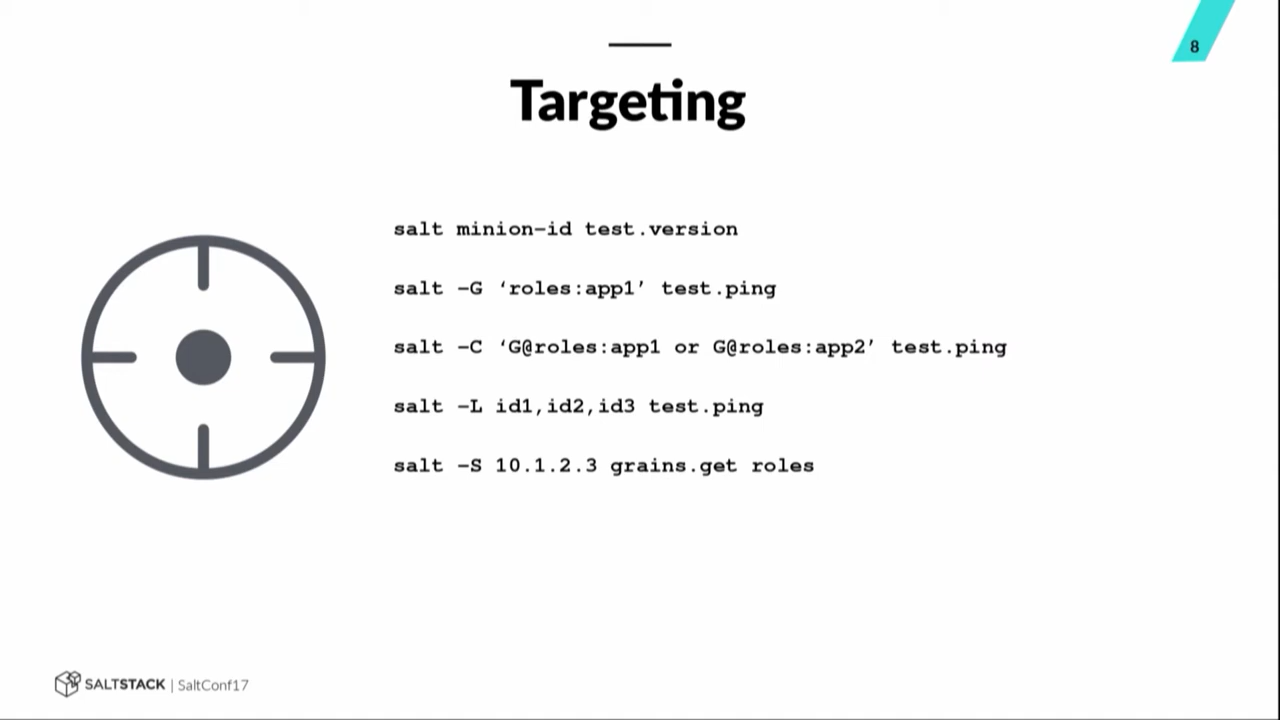 8
Targeting
salt minion-id test.version
salt -G ‘roles:app1’ test.ping
salt -C ‘G@roles:app1 or G@roles:app2’ test.ping
salt -L id1,id2,id3 test.ping
salt -S 10.1.2.3 grains.get roles
SALTSTACK | SaltConf17